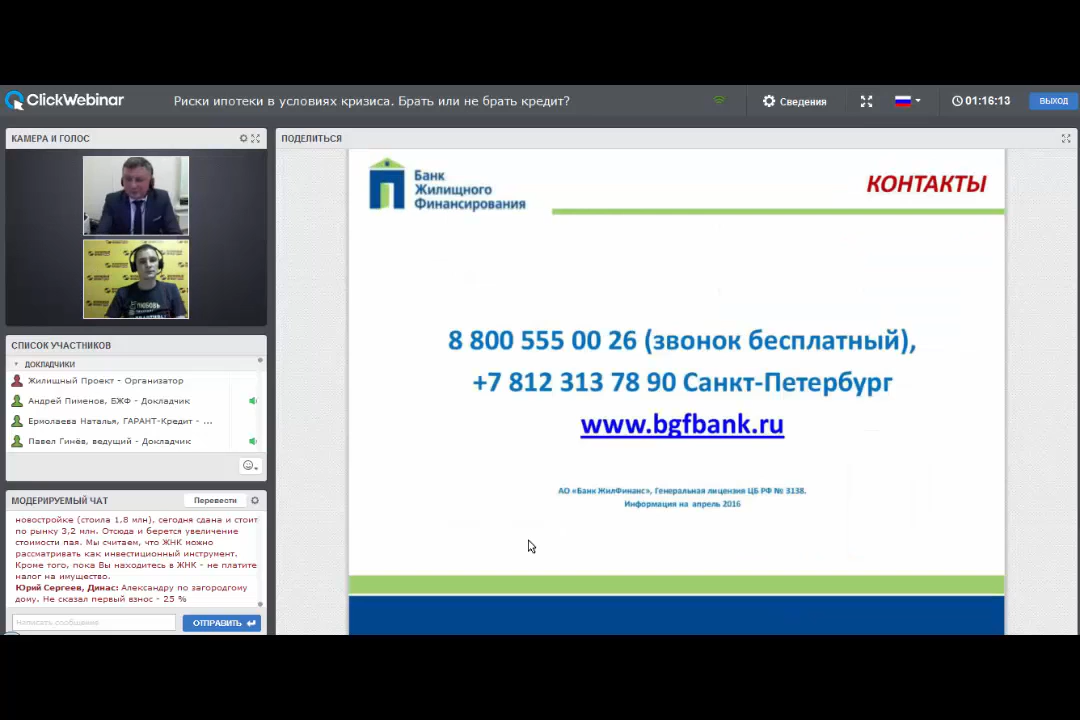 ClickWebinar
Риски ипотеки в условиях кризиса. Брать или не брать кредит?
Сведения
01:16:13
ВЫХОД
КАМЕРА И ГОЛОС
ЛЮБОВЬ
СПИСОК УЧАСТНИКОВ
ДОКЛАДЧИКИ
Жилищный Проект - Организатор
Андрей Пименов, БЖФ - Докладчик
Ермолаева Наталья, ГАРАНТ-Кредит - ...
Павел Гинёв, ведущий - Докладчик
МОДЕРИРУЕМЫЙ ЧАТ
Перевести
новостройке (стоила 1,8 млн), сегодня сдана и стоит
по рынку 3,2 млн. Отсюда и берется увеличение
стоимости пая. Мы считаем, что ЖНК можно
рассматривать как инвестиционный инструмент.
Кроме того, пока Вы находитесь в ЖНК - не платите
налог на имущество.
Юрий Сергеев, Динас: Александру по загородному
дому. Не сказал первый взнос - 25 %
Написать сообщение
ОТПРАВИТЬ
ПОДЕЛИТЬСЯ
Банк
Жилищного
Финансирования
КОНТАКТЫ
8 800 555 00 26 (звонок бесплатный),
+7 812 313 78 90 Санкт-Петербург
www.bgfbank.ru
АО «Банк ЖилФинанс», Генеральная лицензия ЦБ РФ № 3138.
Информация на апрель 2016